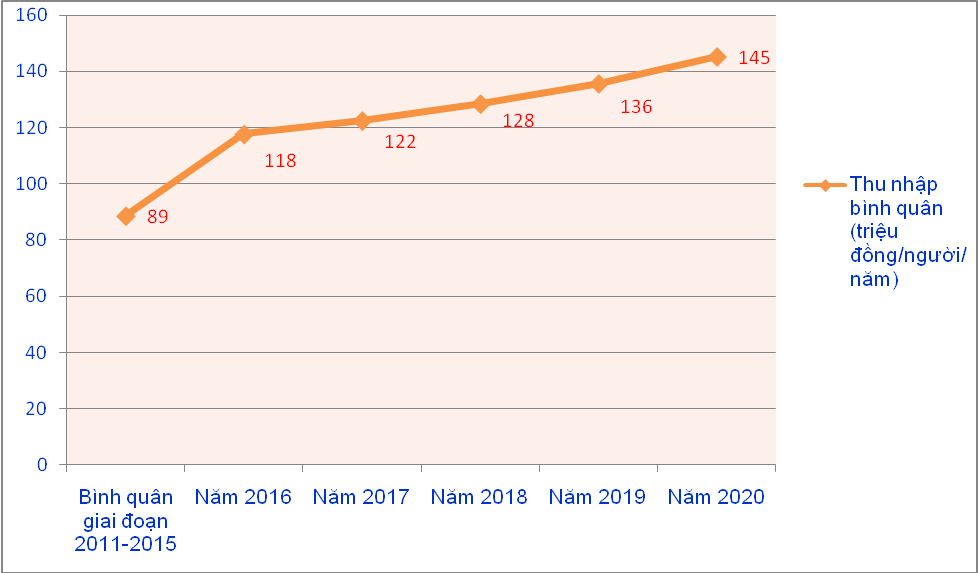 160
140
120
100
80
60
40
20
0
89
118
122
128
136
145
Bình quân
giai đoạn
2011-2015
Năm 2016
Năm 2017
Năm 2018
Năm 2019
Năm 2020
Thu nhập
bình quân
(triệu
đồng/người/
năm)